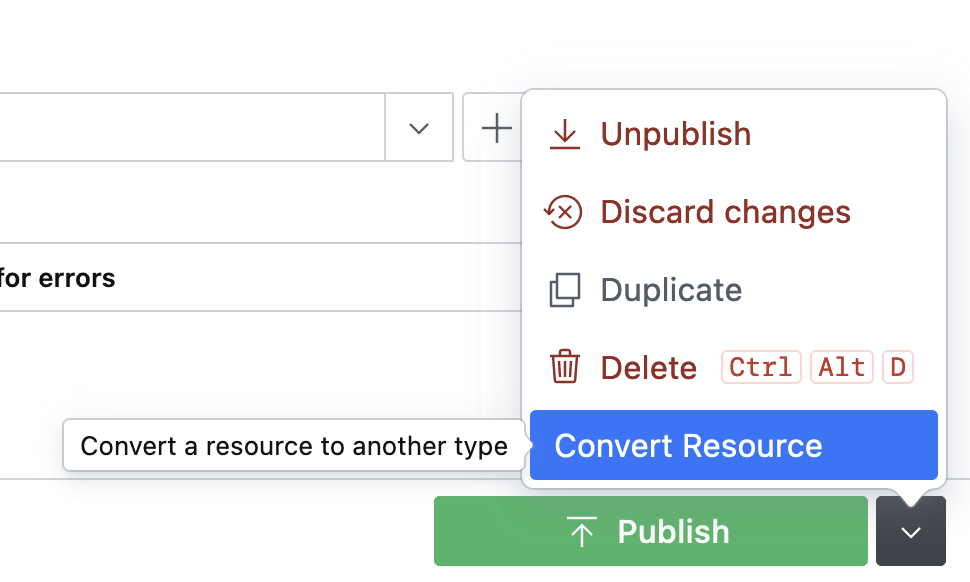 Unpublish
Discard changes
for errors
Duplicate
Delete Ctrl Alt D
Convert a resource to another type
Convert Resource
Publish